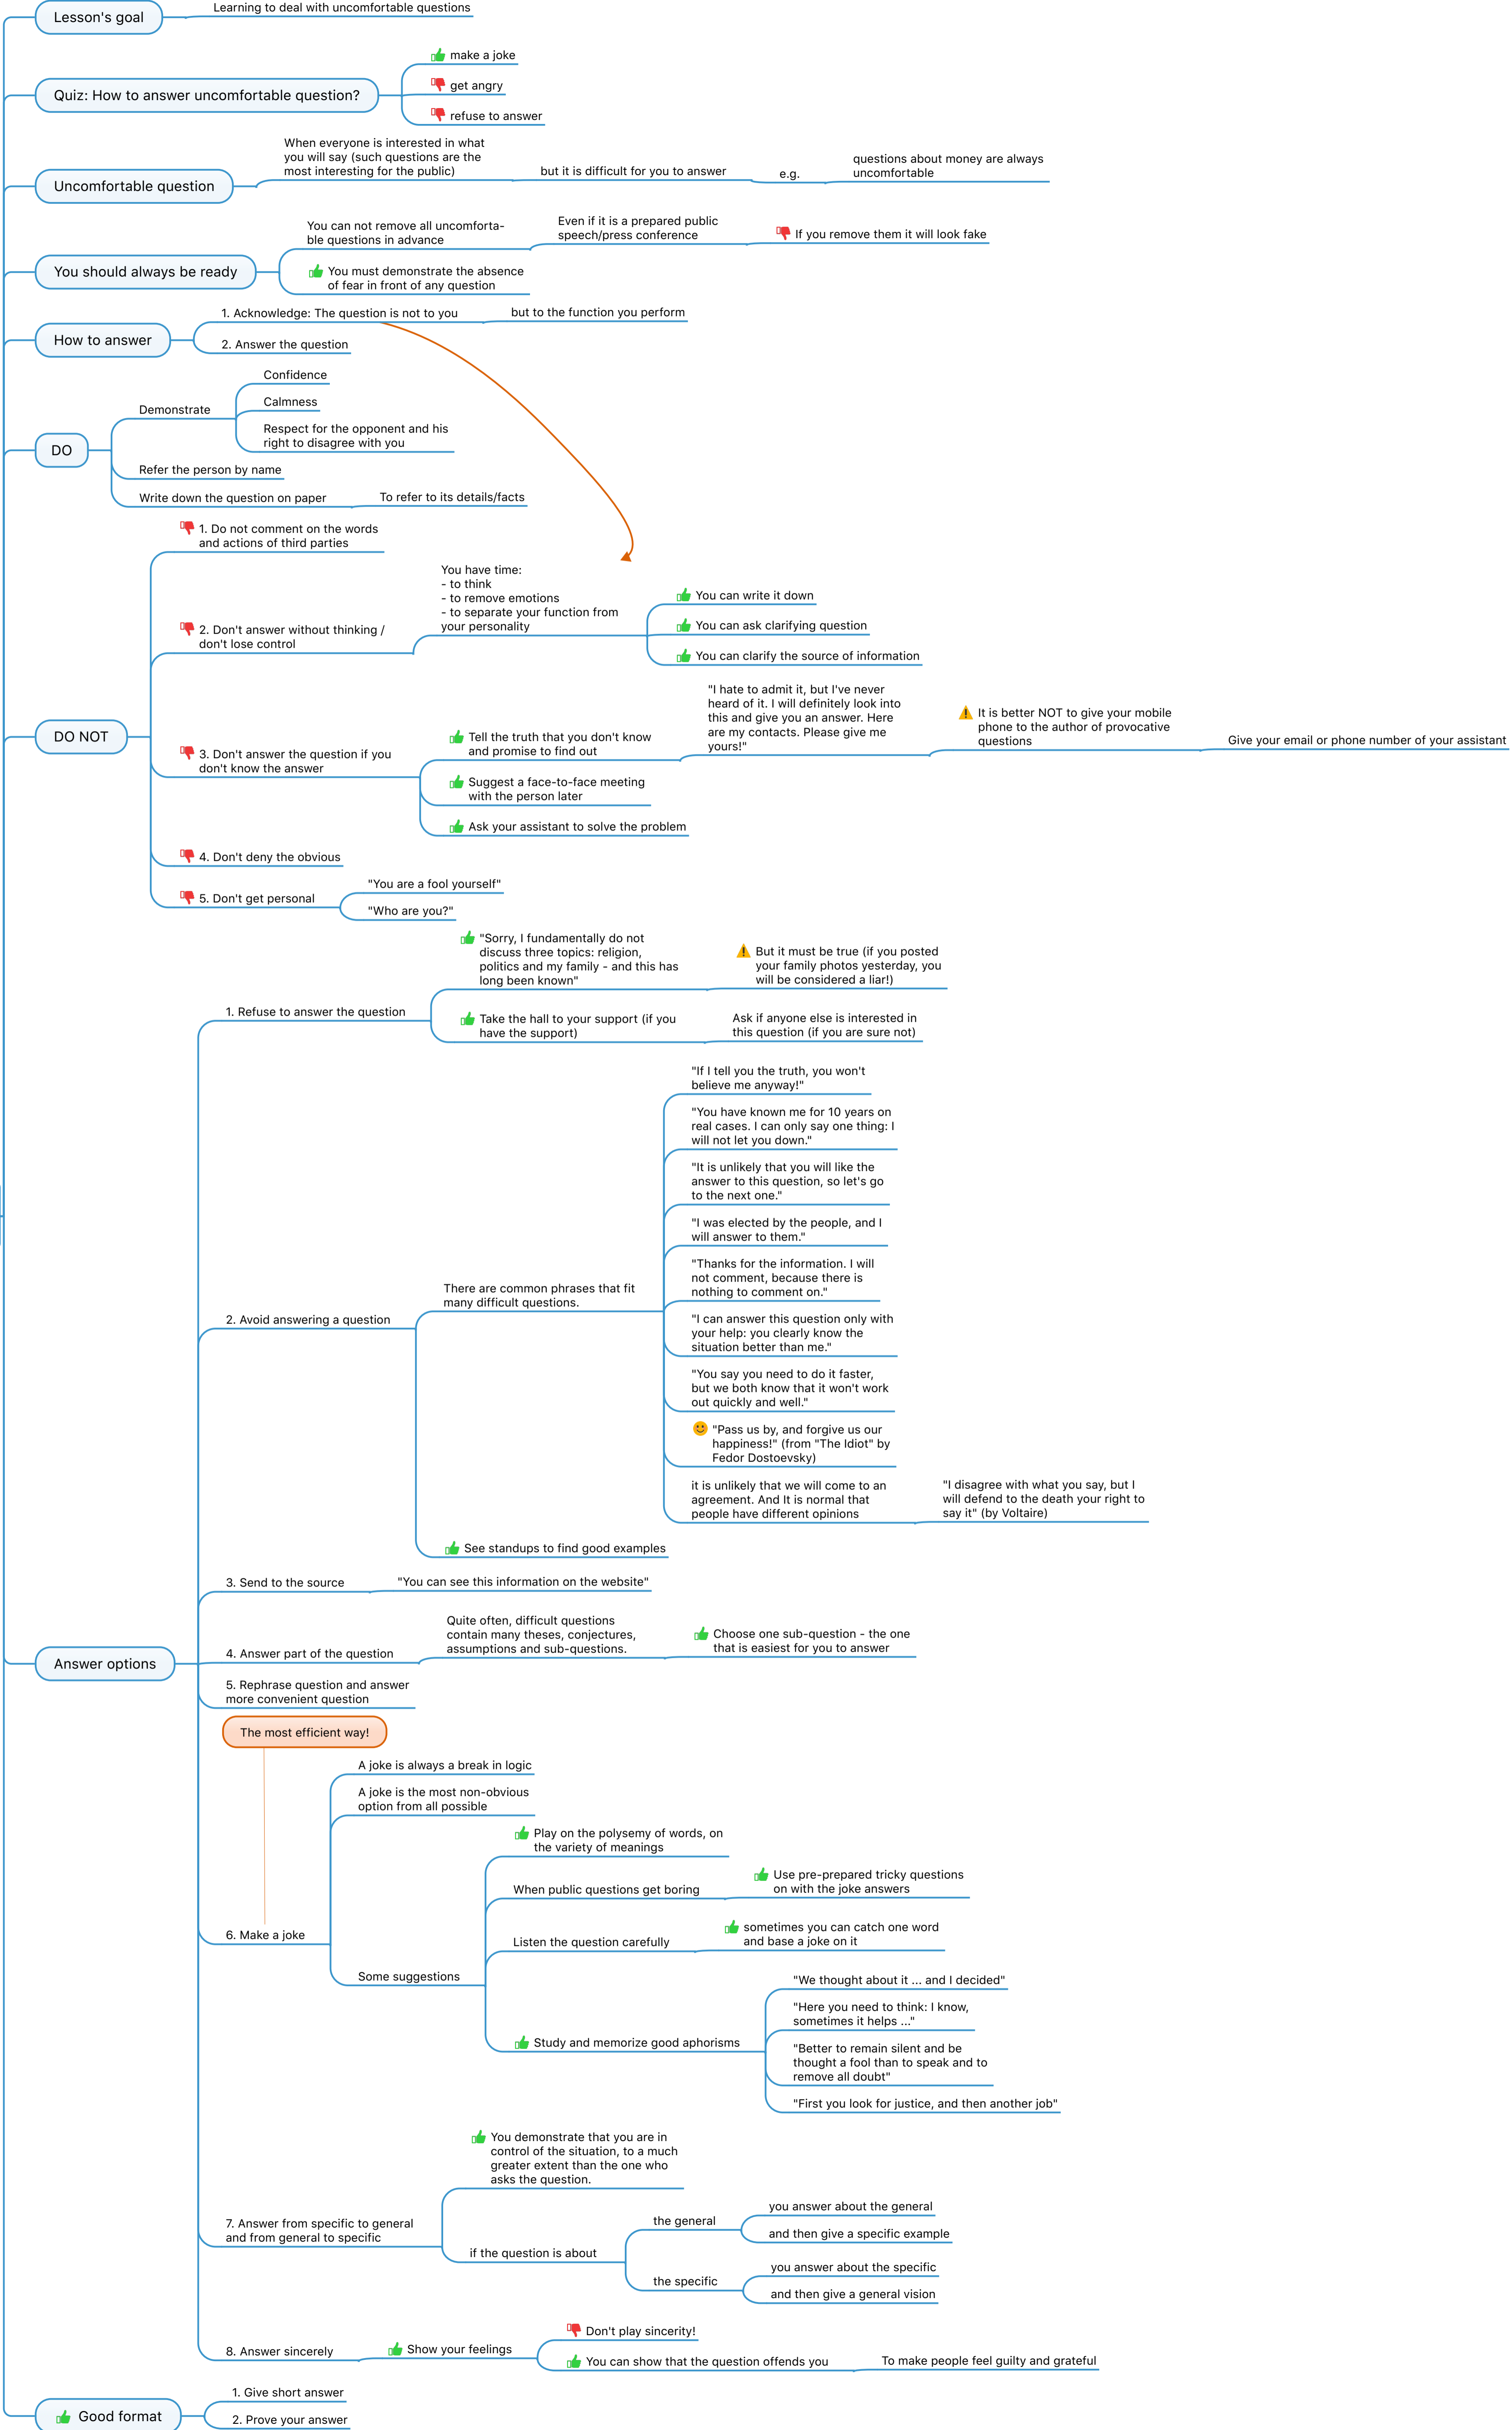 Lesson's goal
Learning to deal with uncomfortable questions
Quiz: How to answer uncomfortable question?
make a joke
get angry
refuse to answer
Uncomfortable question
When everyone is interested in what
you will say (such questions are the
most interesting for the public)
but it is difficult for you to answer
e.g.
questions about money are always
uncomfortable
You should always be ready
You can not remove all uncomforta-
ble questions in advance
Even if it is a prepared public
speech/press conference
If you remove them it will look fake
You must demonstrate the absence
of fear in front of any question
How to answer
1. Acknowledge: The question is not to you
but to the function you perform
2. Answer the question
DO
Demonstrate
Confidence
Calmness
Respect for the opponent and his
right to disagree with you
Refer the person by name
Write down the question on paper
To refer to its details/facts
DO NOT
1. Do not comment on the words
and actions of third parties
2. Don't answer without thinking /
don't lose control
You have time:
- to think
- to remove emotions
- to separate your function from
your personality
You can write it down
You can ask clarifying question
You can clarify the source of information
3. Don't answer the question if you
don't know the answer
Tell the truth that you don't know
and promise to find out
"I hate to admit it, but I've never
heard of it. I will definitely look into
this and give you an answer. Here
are my contacts. Please give me
yours!"
It is better NOT to give your mobile
phone to the author of provocative
questions
Give your email or phone number of your assistant
Suggest a face-to-face meeting
with the person later
Ask your assistant to solve the problem
4. Don't deny the obvious
5. Don't get personal
"You are a fool yourself"
"Who are you?"
Answer options
1. Refuse to answer the question
"Sorry, I fundamentally do not
discuss three topics: religion,
politics and my family - and this has
long been known"
But it must be true (if you posted
your family photos yesterday, you
will be considered a liar!)
Take the hall to your support (if you
have the support)
Ask if anyone else is interested in
this question (if you are sure not)
2. Avoid answering a question
There are common phrases that fit
many difficult questions.
"If I tell you the truth, you won't
believe me anyway!"
"You have known me for 10 years on
real cases. I can only say one thing: I
will not let you down."
"It is unlikely that you will like the
answer to this question, so let's go
to the next one."
"I was elected by the people, and I
will answer to them."
"Thanks for the information. I will
not comment, because there is
nothing to comment on."
"I can answer this question only with
your help: you clearly know the
situation better than me."
"You say you need to do it faster,
but we both know that it won't work
out quickly and well."
"Pass us by, and forgive us our
happiness!" (from "The Idiot" by
Fedor Dostoevsky)
it is unlikely that we will come to an
agreement. And It is normal that
people have different opinions
"I disagree with what you say, but I
will defend to the death your right to
say it" (by Voltaire)
See standups to find good examples
3. Send to the source
"You can see this information on the website"
4. Answer part of the question
Quite often, difficult questions
contain many theses, conjectures,
assumptions and sub-questions.
Choose one sub-question - the one
that is easiest for you to answer
5. Rephrase question and answer
more convenient question
The most efficient way!
6. Make a joke
A joke is always a break in logic
A joke is the most non-obvious
option from all possible
Some suggestions
Play on the polysemy of words, on
the variety of meanings
When public questions get boring
Use pre-prepared tricky questions
on with the joke answers
Listen the question carefully
sometimes you can catch one word
and base a joke on it
Study and memorize good aphorisms
"We thought about it ... and I decided"
"Here you need to think: I know,
sometimes it helps ..."
"Better to remain silent and be
thought a fool than to speak and to
remove all doubt"
"First you look for justice, and then another job"
7. Answer from specific to general
and from general to specific
You demonstrate that you are in
control of the situation, to a much
greater extent than the one who
asks the question.
if the question is about
the general
you answer about the general
and then give a specific example
the specific
you answer about the specific
and then give a general vision
8. Answer sincerely
Show your feelings
Don't play sincerity!
You can show that the question offends you
To make people feel guilty and grateful
Good format
1. Give short answer
2. Prove your answer